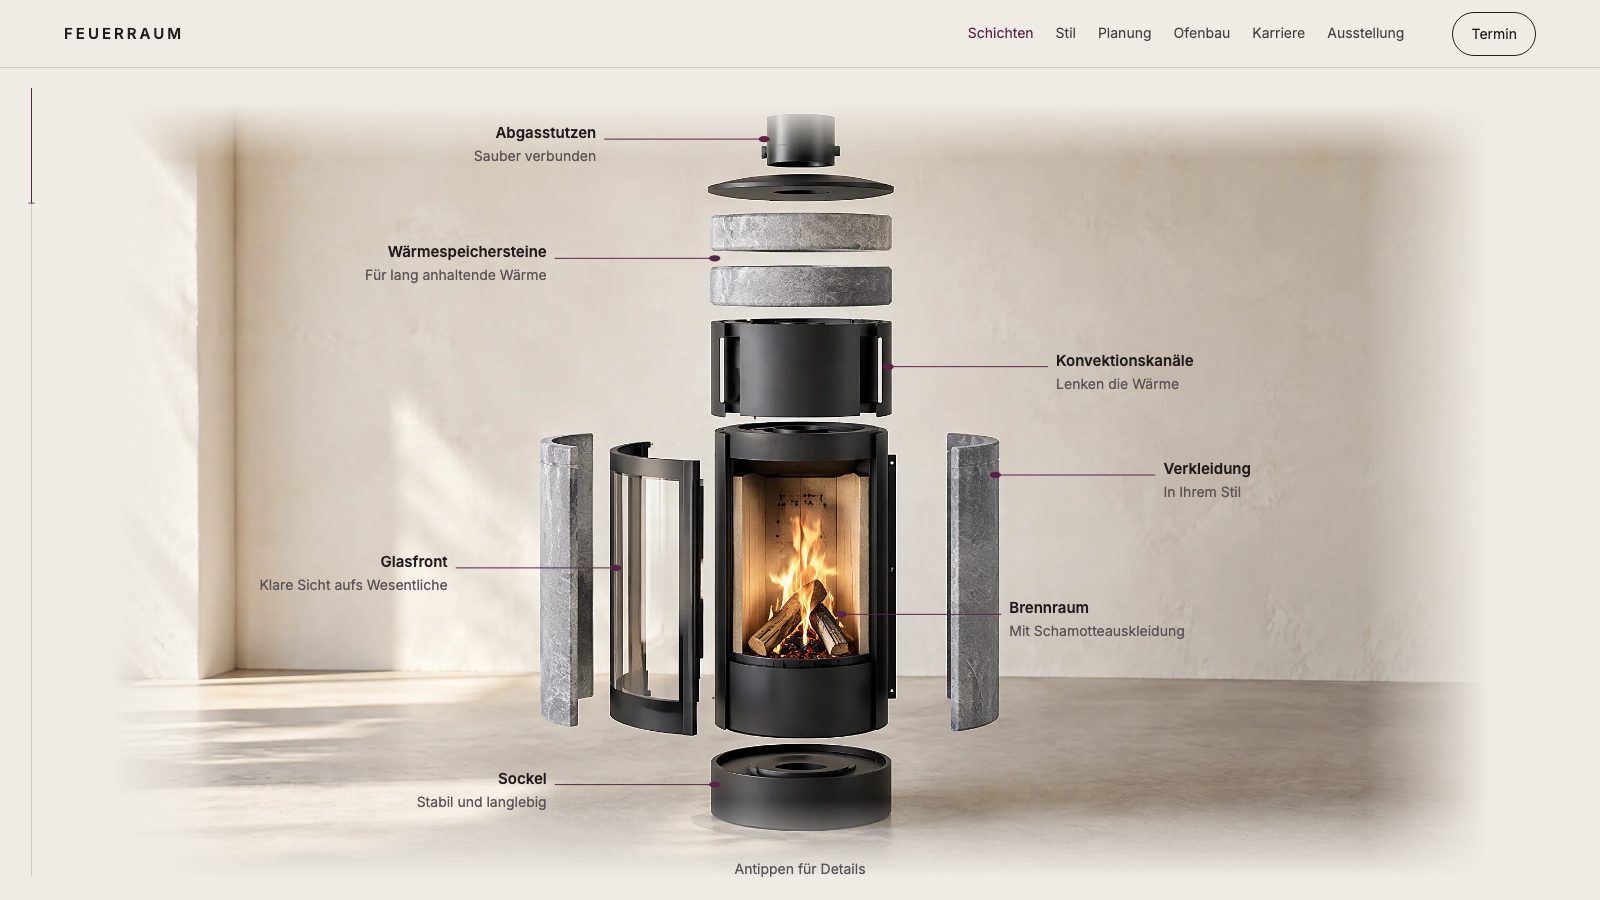 FEUERRAUM
Schichten Stil Planung Ofenbau Karriere Ausstellung Termin
Abgasstutzen
Sauber verbunden
Wärmespeichersteine
Für lang anhaltende Wärme
Konvektionskanäle
Lenken die Wärme
Verkleidung
In Ihrem Stil
Glasfront
Klare Sicht aufs Wesentliche
Brennraum
Mit Schamotteauskleidung
Sockel
Stabil und langlebig
Antippen für Details